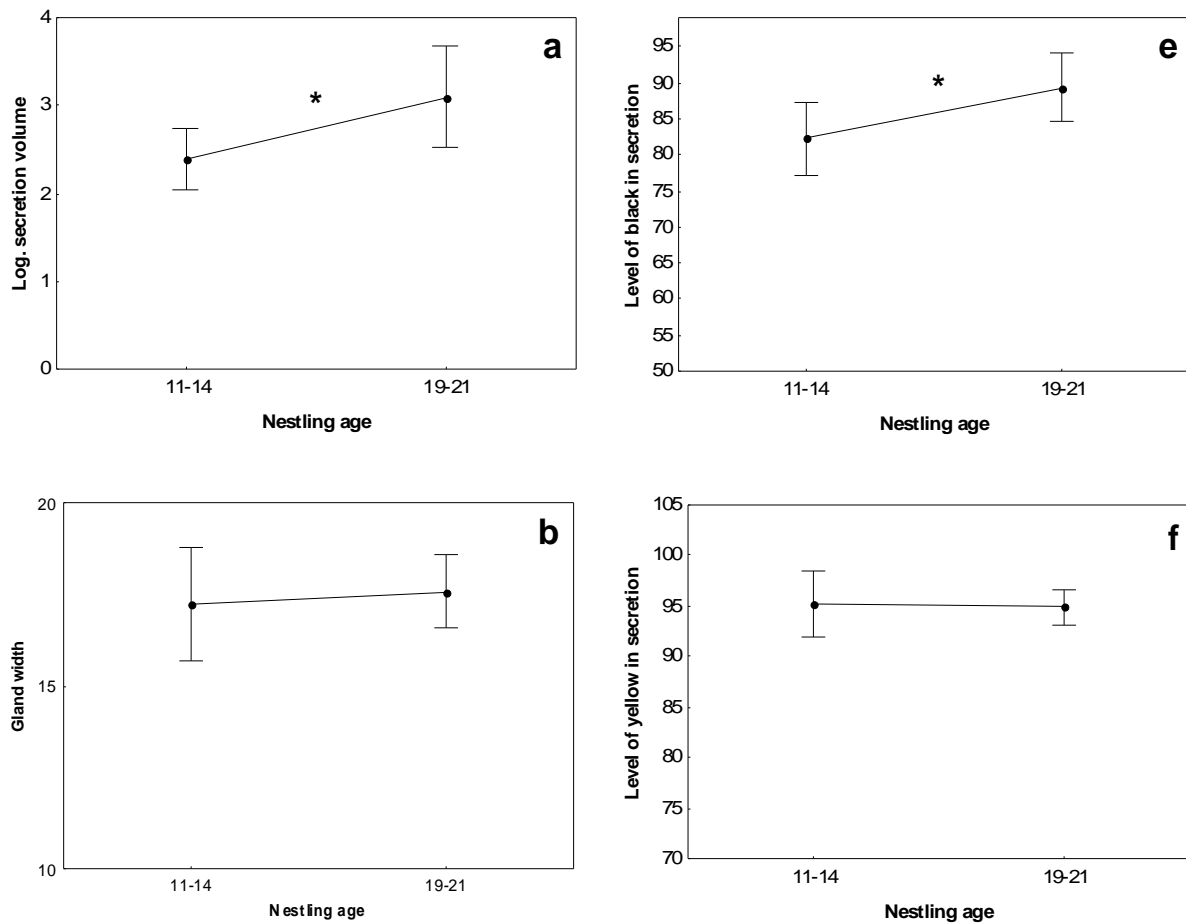 a
Log. secretion volume
4
3
2
1
0
*
11-14 19-21
Nestling age
e
Level of black in secretion
95
90
85
80
75
70
65
60
55
50
*
11-14 19-21
Nestling age
b
Gland width
20
15
10
11-14 19-21
Nestling age
f
Level of yellow in secretion
105
100
95
90
85
80
75
70
11-14 19-21
Nestling age